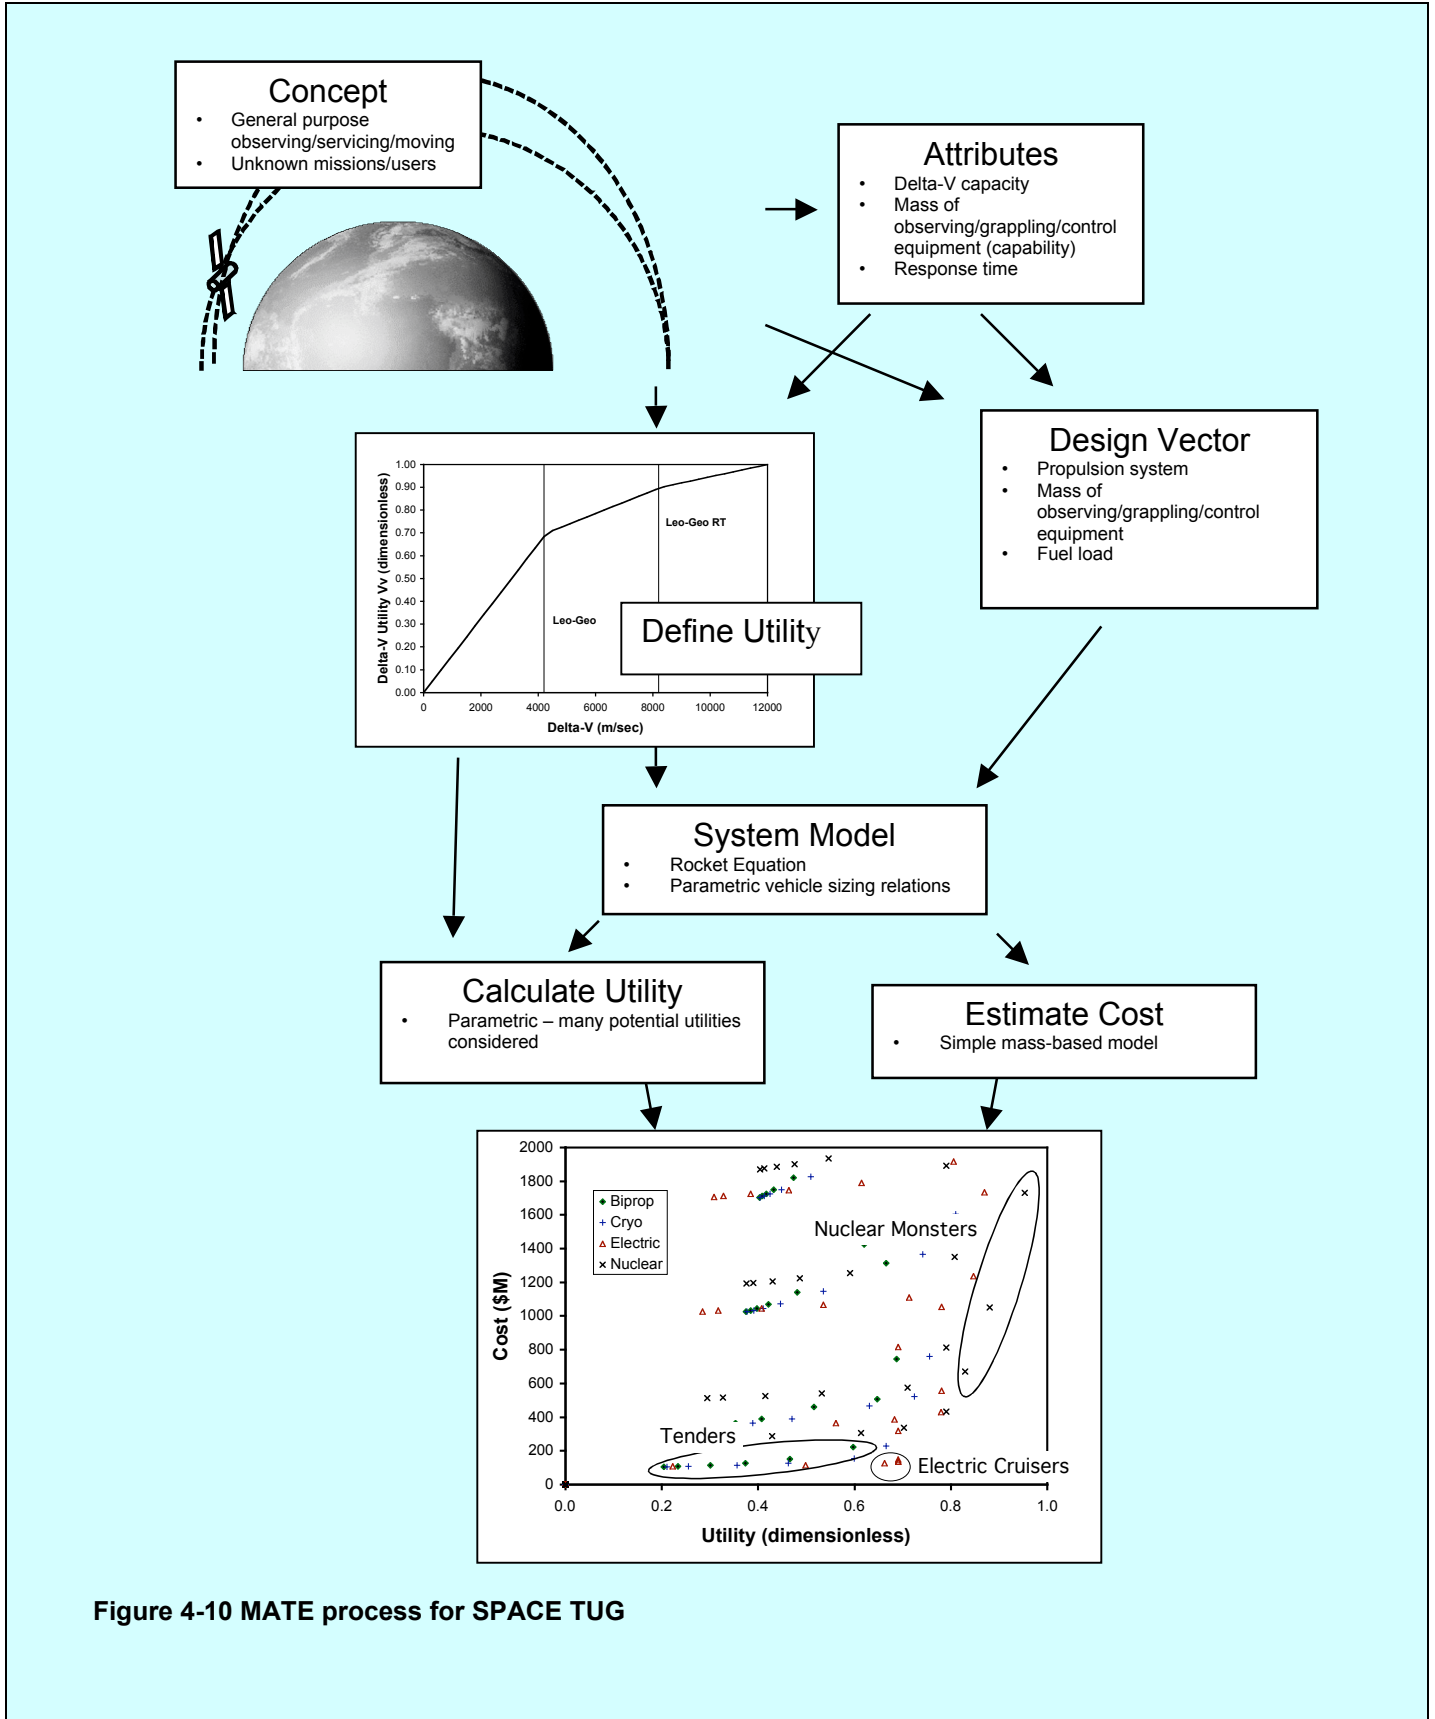 Concept
• General purpose
observing/servicing/moving
• Unknown missions/users
Attributes
• Delta-V capacity
• Mass of
observing/grappling/control
equipment (capability)
• Response time
Design Vector
• Propulsion system
• Mass of
observing/grappling/control
equipment
• Fuel load
Delta-V Utility Vv (dimensionless)
1.00
0.90
0.80
0.70
0.60
0.50
0.40
0.30
0.20
0.10
0.00
Leo-Geo RT
Leo-Geo
0 2000 4000 6000 8000 10000 12000
Delta-V (m/sec)
Define Utility
System Model
• Rocket Equation
• Parametric vehicle sizing relations
Calculate Utility
• Parametric – many potential utilities
considered
Estimate Cost
• Simple mass-based model
Cost ($M)
2000
1800
1600
1400
1200
1000
800
600
400
200
0
Biprop
Cryo
Electric
Nuclear
Nuclear Monsters
Tenders
Electric Cruisers
0.0 0.2 0.4 0.6 0.8 1.0
Utility (dimensionless)
Figure 4-10 MATE process for SPACE TUG